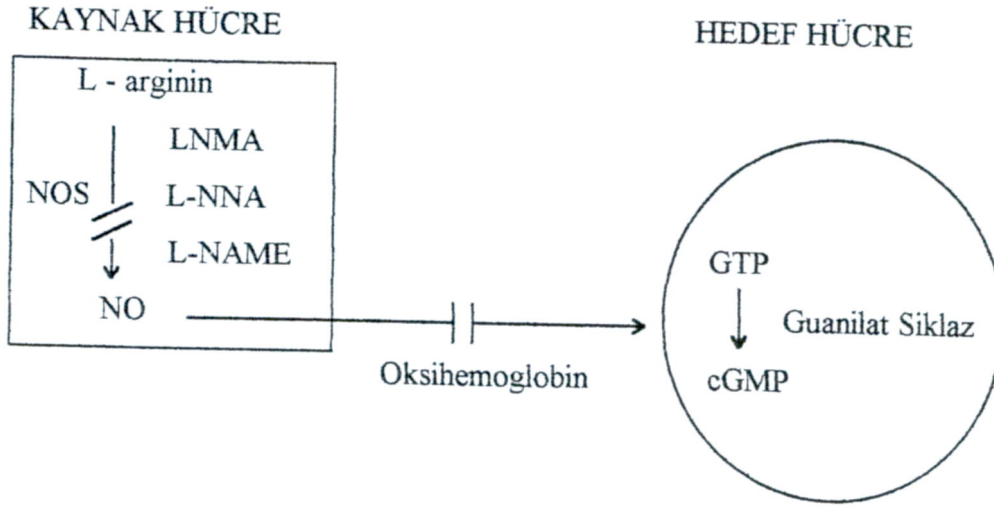 KAYNAK HÜCRE
HEDEF HÜCRE
L - arginin
LNMA
NOS
L-NNA
L-NAME
NO
Oksihemoglobin
GTP
Guanilat Siklaz
cGMP